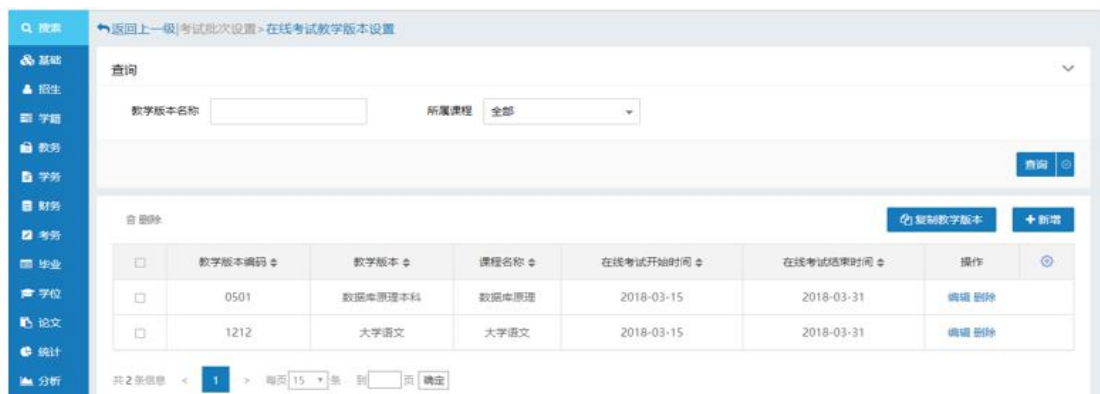 搜索
返回上一级|考试批次设置>在线考试教学版本设置
基础
招生
学籍
教务
学务
财务
考务
毕业
学位
论文
统计
分析
查询
教学版本名称 所属课程 全部
查询
删除 复制教学版本 +新增
教学版本编码 教学版本 课程名称 在线考试开始时间 在线考试结束时间 操作
0501 数据库原理本科 数据库原理 2018-03-15 2018-03-31 编辑 删除
1212 大学语文 大学语文 2018-03-15 2018-03-31 编辑 删除
共2条信息 < 1 > 每页 15 条 到 页 确定